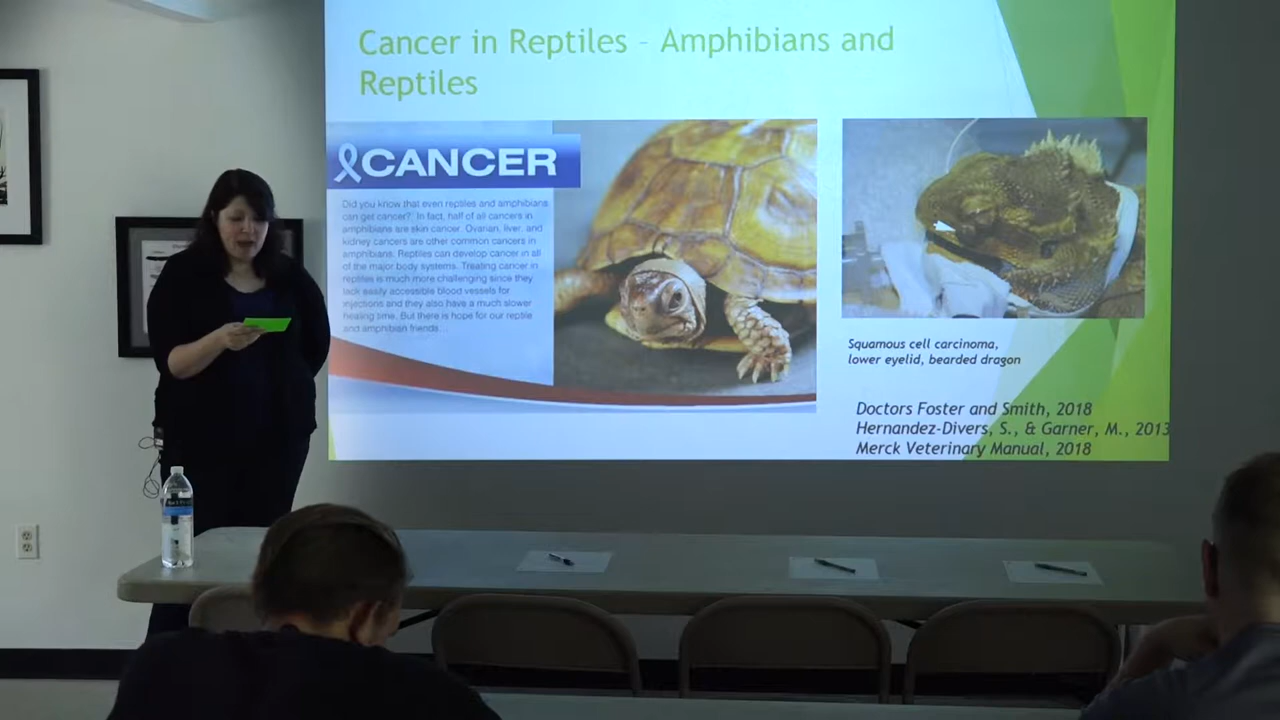 Cancer in Reptiles – Amphibians and
Reptiles
CANCER
Did you know that even reptiles and amphibians
can get cancer? In fact, half of all cancers in
amphibians are skin cancer. Ovarian, liver, and
kidney cancers are other common cancers in
amphibians. Reptiles can develop cancer in all
of the major body systems. Treating cancer in
reptiles is much more challenging since they
lack easily accessible blood vessels for
injections and they also have a much slower
healing time. But there is hope for our reptile
and amphibian friends...
Squamous cell carcinoma,
lower eyelid, bearded dragon
Doctors Foster and Smith, 2018
Hernandez-Divers, S., & Garner, M., 2013
Merck Veterinary Manual, 2018